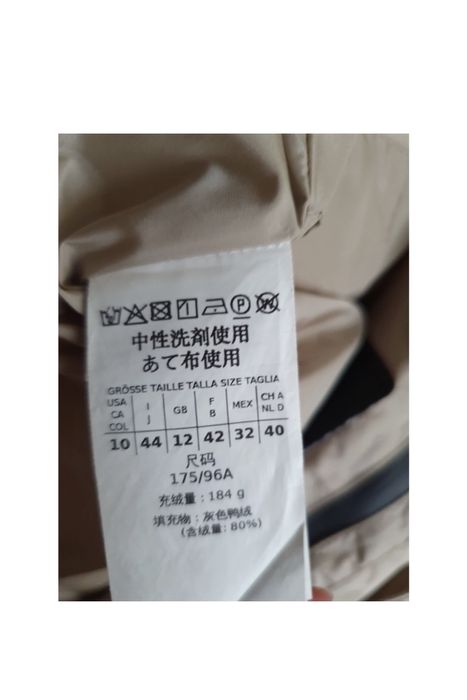 中性洗剤使用
あて布使用
GRÖSSE TAILLE TALLA SIZE TAGLIA
USA CA COL I J GB F B MEX CH A NL D
10 44 12 42 32 40
尺码
175/96A
充绒量：184 g
填充物：灰色鸭绒
(含绒量: 80%)